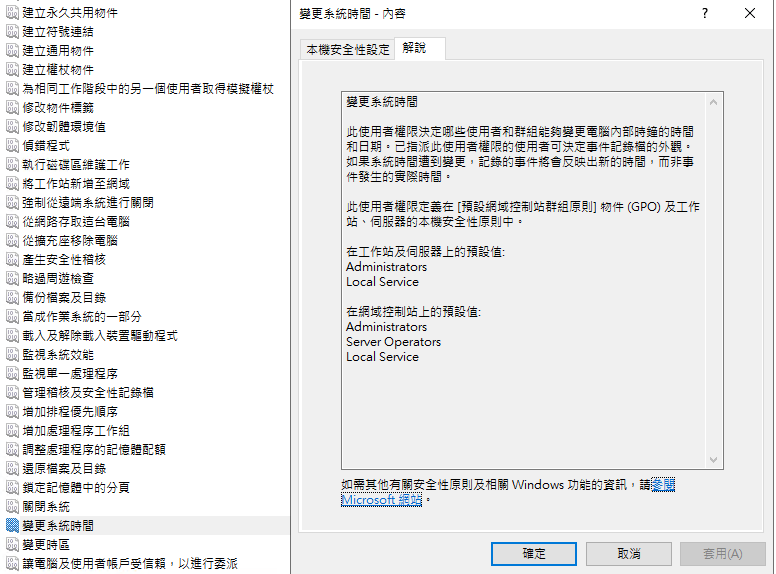 建立永久共用物件
建立符號連結
建立通用物件
建立權杖物件
為相同工作階段中的另一個使用者取得模擬權杖
修改物件標籤
修改韌體環境值
偵錯程式
執行磁碟區維護工作
將工作站新增至網域
強制從遠端系統進行關閉
從網路存取這台電腦
從擴充座移除電腦
產生安全性稽核
略過周遊檢查
備份檔案及目錄
當成作業系統的一部分
載入及解除載入裝置驅動程式
監視系統效能
監視單一處理程序
管理稽核及安全性記錄檔
增加排程優先順序
增加處理程序工作組
調整處理程序的記憶體配額
還原檔案及目錄
鎖定記憶體中的分頁
關閉系統
變更系統時間
變更時區
讓電腦及使用者帳戶受信賴，以進行委派
變更系統時間 - 內容
?
本機安全性設定
解說
變更系統時間
此使用者權限決定哪些使用者和群組能夠變更電腦內部時鐘的時間
和日期。已指派此使用者權限的使用者可決定事件記錄檔的外觀。
如果系統時間遭到變更，記錄的事件將會反映出新的時間，而非事
件發生的實際時間。
此使用者權限定義在 [預設網域控制站群組原則] 物件 (GPO) 及工作
站、伺服器的本機安全性原則中。
在工作站及伺服器上的預設值:
Administrators
Local Service
在網域控制站上的預設值:
Administrators
Server Operators
Local Service
如需其他有關安全性原則及相關 Windows 功能的資訊，請參閱
Microsoft 網站。
確定
取消
套用(A)